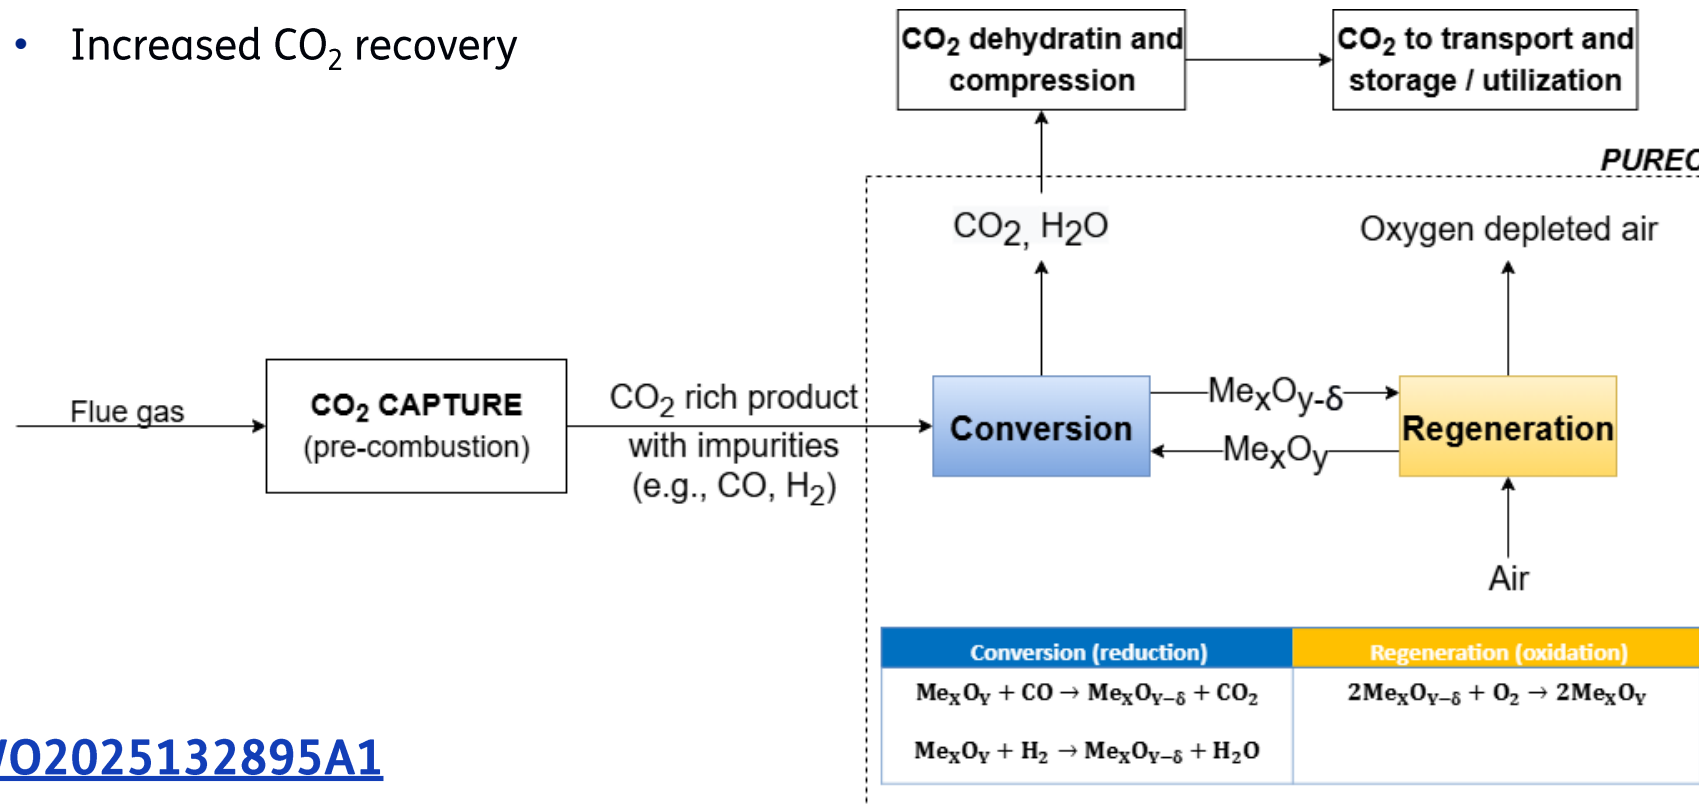 • Increased CO₂ recovery
CO₂ dehydratin and
compression
CO₂ to transport and
storage / utilization
PUREC
CO₂, H₂O
Oxygen depleted air
Flue gas
CO₂ CAPTURE
(pre-combustion)
CO₂ rich product
with impurities
(e.g., CO, H₂)
Conversion
MeₓOy-δ
MeₓOy
Regeneration
Air
Conversion (reduction)
Regeneration (oxidation)
MeₓOY + CO → MeₓOY−δ + CO₂
2MeₓOY−δ + O₂ → 2MeₓOY
MeₓOY + H₂ → MeₓOY−δ + H₂O
WO2025132895A1